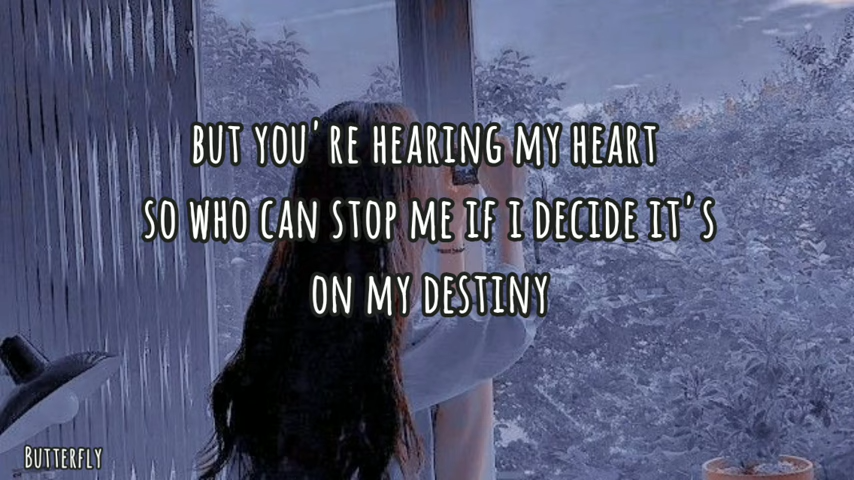 BUT YOU'RE HEARING MY HEART
SO WHO CAN STOP ME IF I DECIDE IT'S
ON MY DESTINY
BUTTERFLY